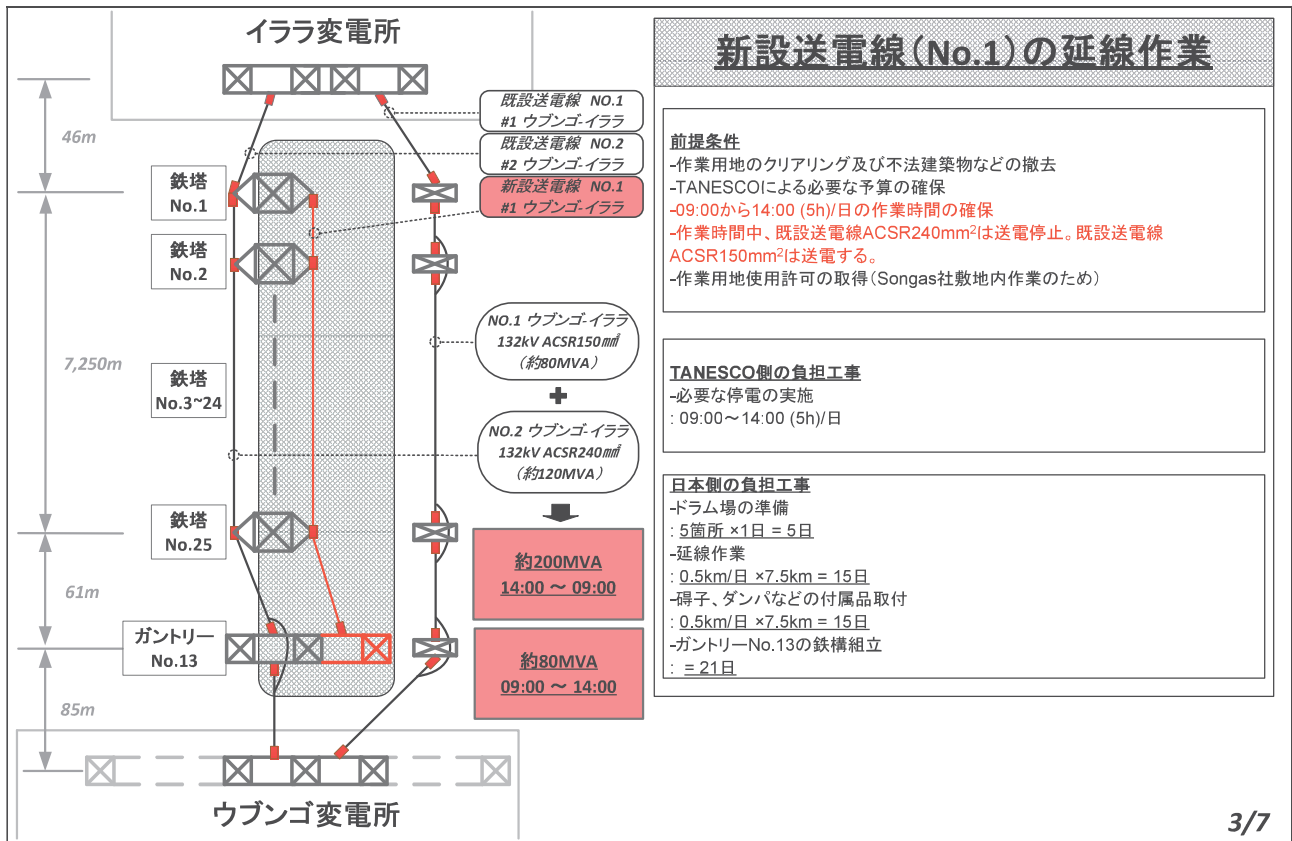 イララ変電所
46m
鉄塔
No.1
鉄塔
No.2
7,250m
鉄塔
No.3~24
鉄塔
No.25
61m
ガントリー
No.13
85m
ウブンゴ変電所
既設送電線 NO.1
#1 ウブンゴ-イララ
既設送電線 NO.2
#2 ウブンゴ-イララ
新設送電線 NO.1
#1 ウブンゴ-イララ
NO.1 ウブンゴ-イララ
132kV ACSR150㎟
(約80MVA)
+
NO.2 ウブンゴ-イララ
132kV ACSR240㎟
(約120MVA)
約200MVA
14:00 ~ 09:00
約80MVA
09:00 ~ 14:00
新設送電線(No.1)の延線作業
前提条件
-作業用地のクリアリング及び不法建築物などの撤去
-TANESCOによる必要な予算の確保
-09:00から14:00 (5h)/日の作業時間の確保
-作業時間中、既設送電線ACSR240mm²は送電停止。既設送電線
ACSR150mm²は送電する。
-作業用地使用許可の取得(Songas社敷地内作業のため)
TANESCO側の負担工事
-必要な停電の実施
: 09:00~14:00 (5h)/日
日本側の負担工事
-ドラム場の準備
: 5箇所 ×1日 = 5日
-延線作業
: 0.5km/日 ×7.5km = 15日
-碍子、ダンパなどの付属品取付
: 0.5km/日 ×7.5km = 15日
-ガントリーNo.13の鉄構組立
: = 21日
3/7